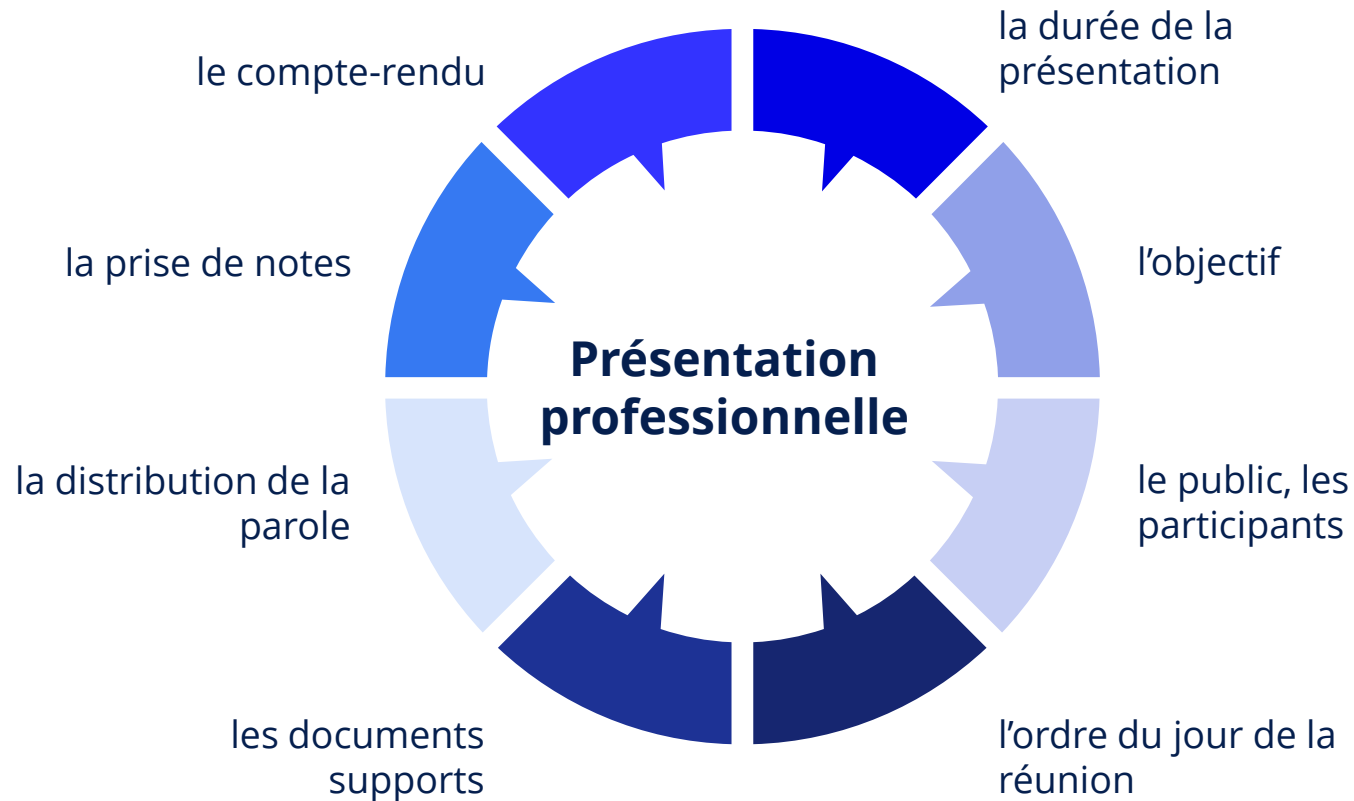 la durée de la
présentation
le compte-rendu
la prise de notes
l’objectif
Présentation
professionnelle
la distribution de la
parole
le public, les
participants
les documents
supports
l’ordre du jour de la
réunion